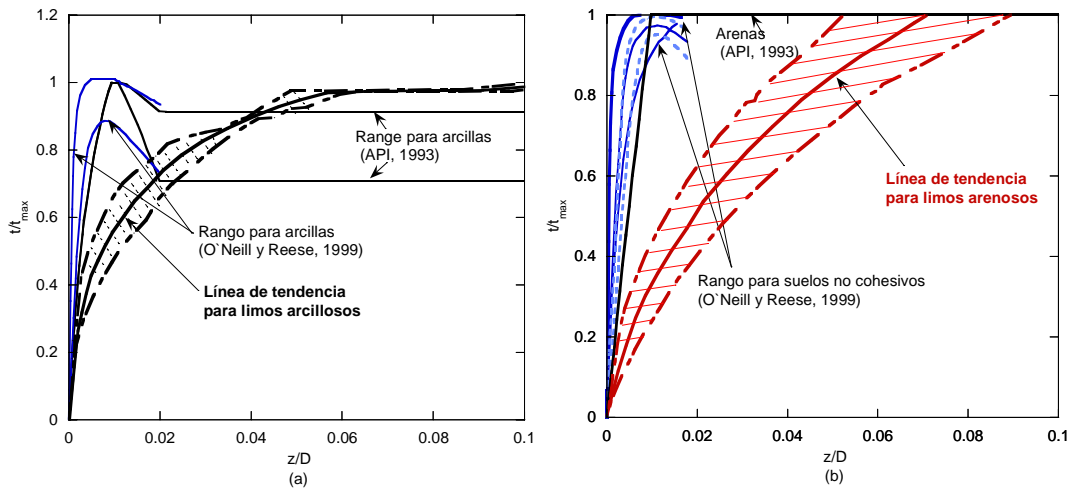 1.2
1
0.8
0.6
0.4
0.2
0
t/tmax
0
0.02
0.04
0.06
0.08
0.1
z/D
(a)
Range para arcillas
(API, 1993)
Rango para arcillas
(O`Neill y Reese, 1999)
Línea de tendencia
para limos arcillosos
1
0.8
0.6
0.4
0.2
0
t/tmax
0
0.02
0.04
0.06
0.08
0.1
z/D
(b)
Arenas
(API, 1993)
Línea de tendencia
para limos arenosos
Rango para suelos no cohesivos
(O`Neill y Reese, 1999)